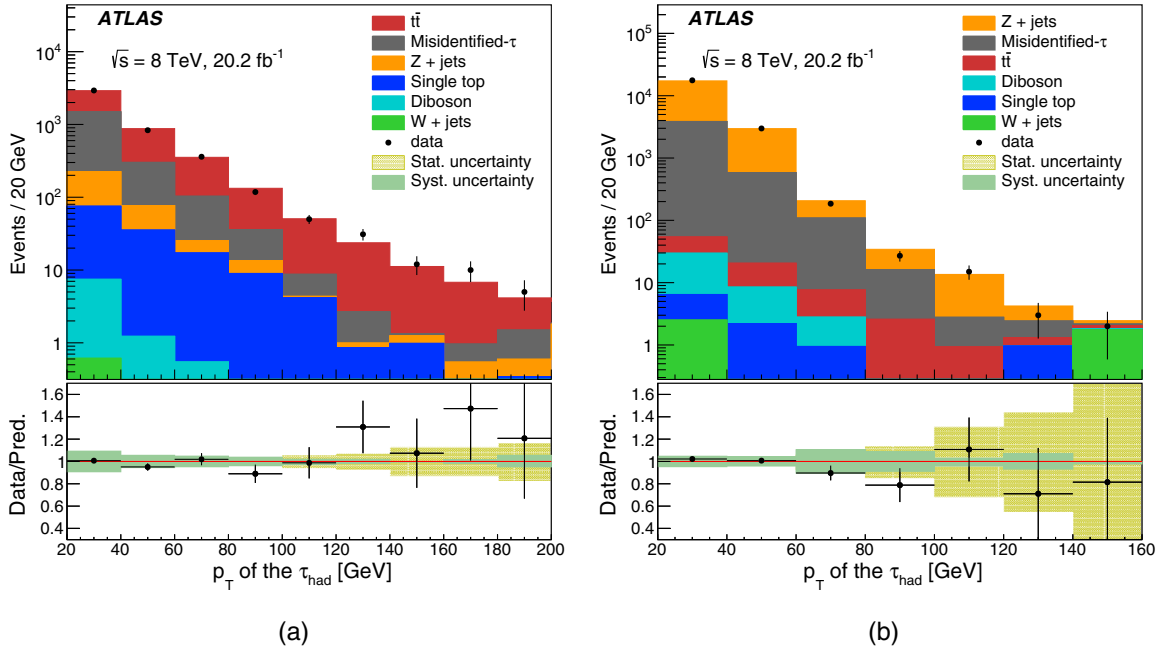 ATLAS
√s = 8 TeV, 20.2 fb⁻¹
tt̄
Misidentified-τ
Z + jets
Single top
Diboson
W + jets
data
Stat. uncertainty
Syst. uncertainty
Events / 20 GeV
10⁴
10³
10²
10
1
Data/Pred.
1.6
1.4
1.2
1
0.8
0.6
0.4
20 40 60 80 100 120 140 160 180 200
p_T of the τ_had [GeV]
(a)
ATLAS
√s = 8 TeV, 20.2 fb⁻¹
Z + jets
Misidentified-τ
tt̄
Diboson
Single top
W + jets
data
Stat. uncertainty
Syst. uncertainty
Events / 20 GeV
10⁵
10⁴
10³
10²
10
1
Data/Pred.
1.6
1.4
1.2
1
0.8
0.6
0.4
20 40 60 80 100 120 140 160
p_T of the τ_had [GeV]
(b)